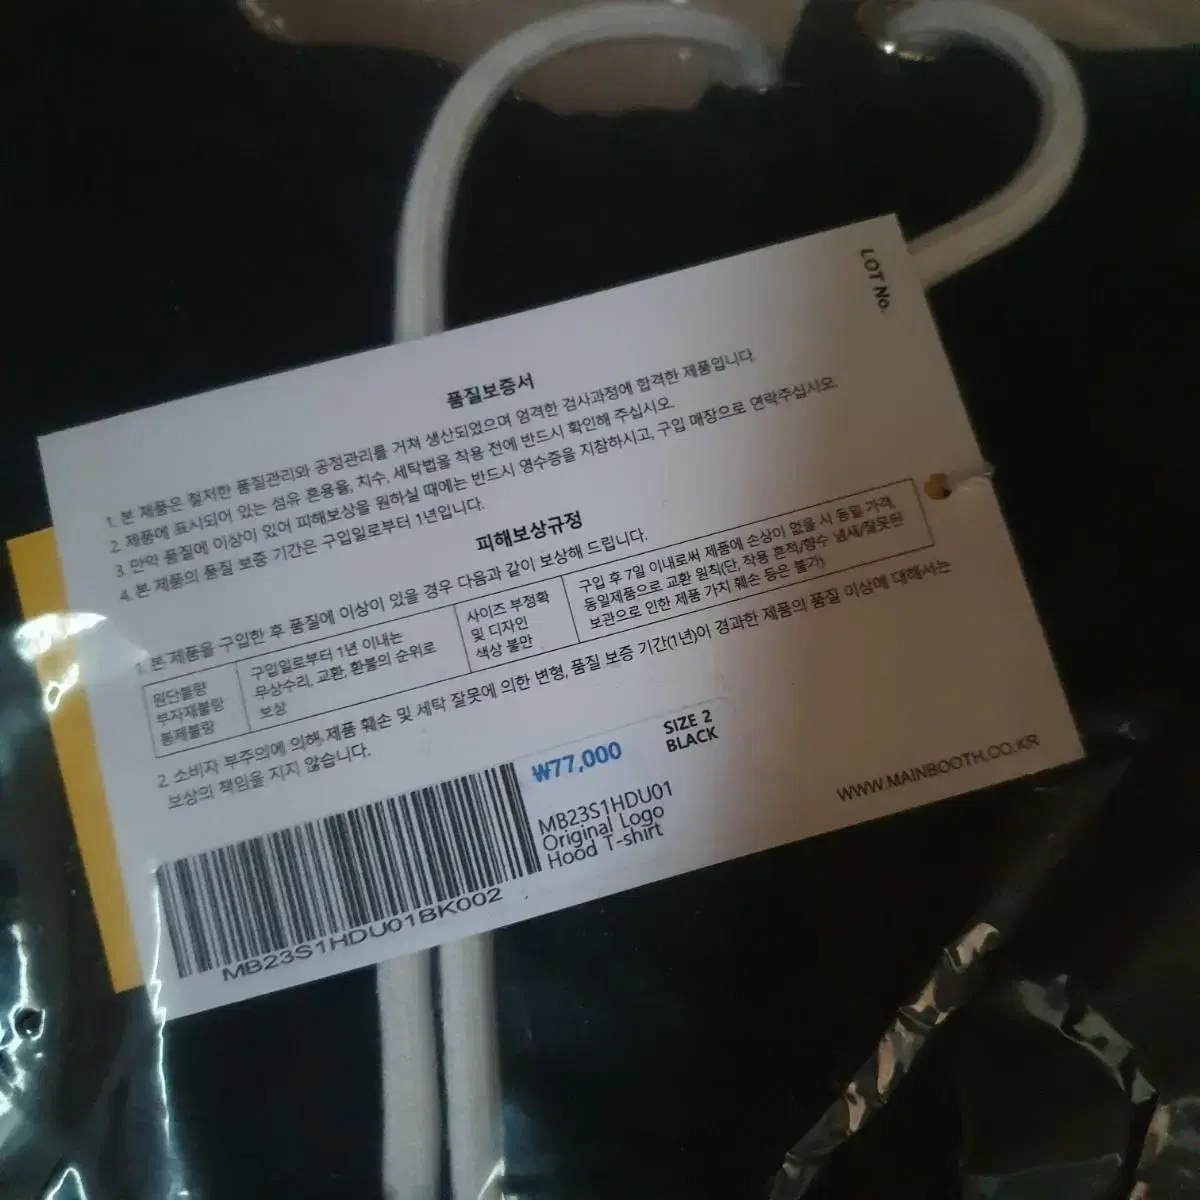 LOT No.
품질보증서
1. 본 제품은 철저한 품질관리와 공정관리를 거쳐 생산되었으며 엄격한 검사과정에 합격한 제품입니다.
2. 제품에 표시되어 있는 섬유 혼용율, 치수, 세탁법을 착용 전에 반드시 확인해 주십시오.
3. 만약 품질에 이상이 있어 피해보상을 원하실 때에는 반드시 영수증을 지참하시고, 구입 매장으로 연락주십시오.
4. 본 제품의 품질 보증 기간은 구입일로부터 1년입니다.
피해보상규정
1. 본 제품을 구입한 후 품질에 이상이 있을 경우 다음과 같이 보상해 드립니다.
원단불량
부자재불량
봉제불량
구입일로부터 1년 이내는
무상수리, 교환, 환불의 순위로
보상
사이즈 부정확
및 디자인
색상 불만
구입 후 7일 이내로써 제품에 손상이 없을 시 동일 가격,
동일제품으로 교환 원칙(단, 착용 흔적/향수 냄새/잘못된
보관으로 인한 제품 가치 훼손 등은 불가)
2. 소비자 부주의에 의해 제품 훼손 및 세탁 잘못에 의한 변형, 품질 보증 기간(1년)이 경과한 제품의 품질 이상에 대해서는
보상의 책임을 지지 않습니다.
₩77,000
SIZE 2
BLACK
MB23S1HDU01
Original Logo
Hood T-shirt
MB23S1HDU01BK002
WWW.MAINBOOTH.CO.KR